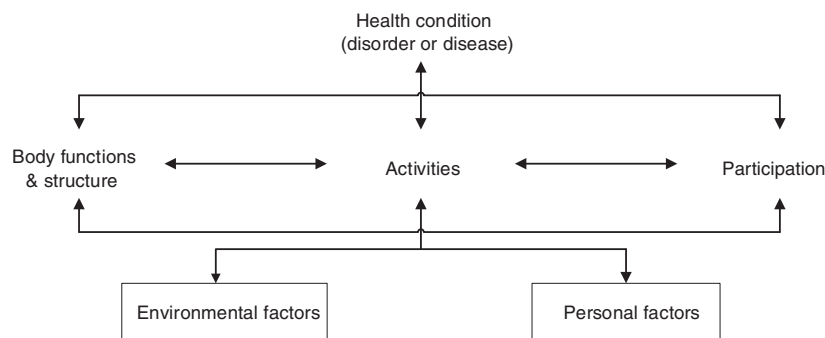 Health condition
(disorder or disease)
Body functions
& structure
Activities
Participation
Environmental factors
Personal factors